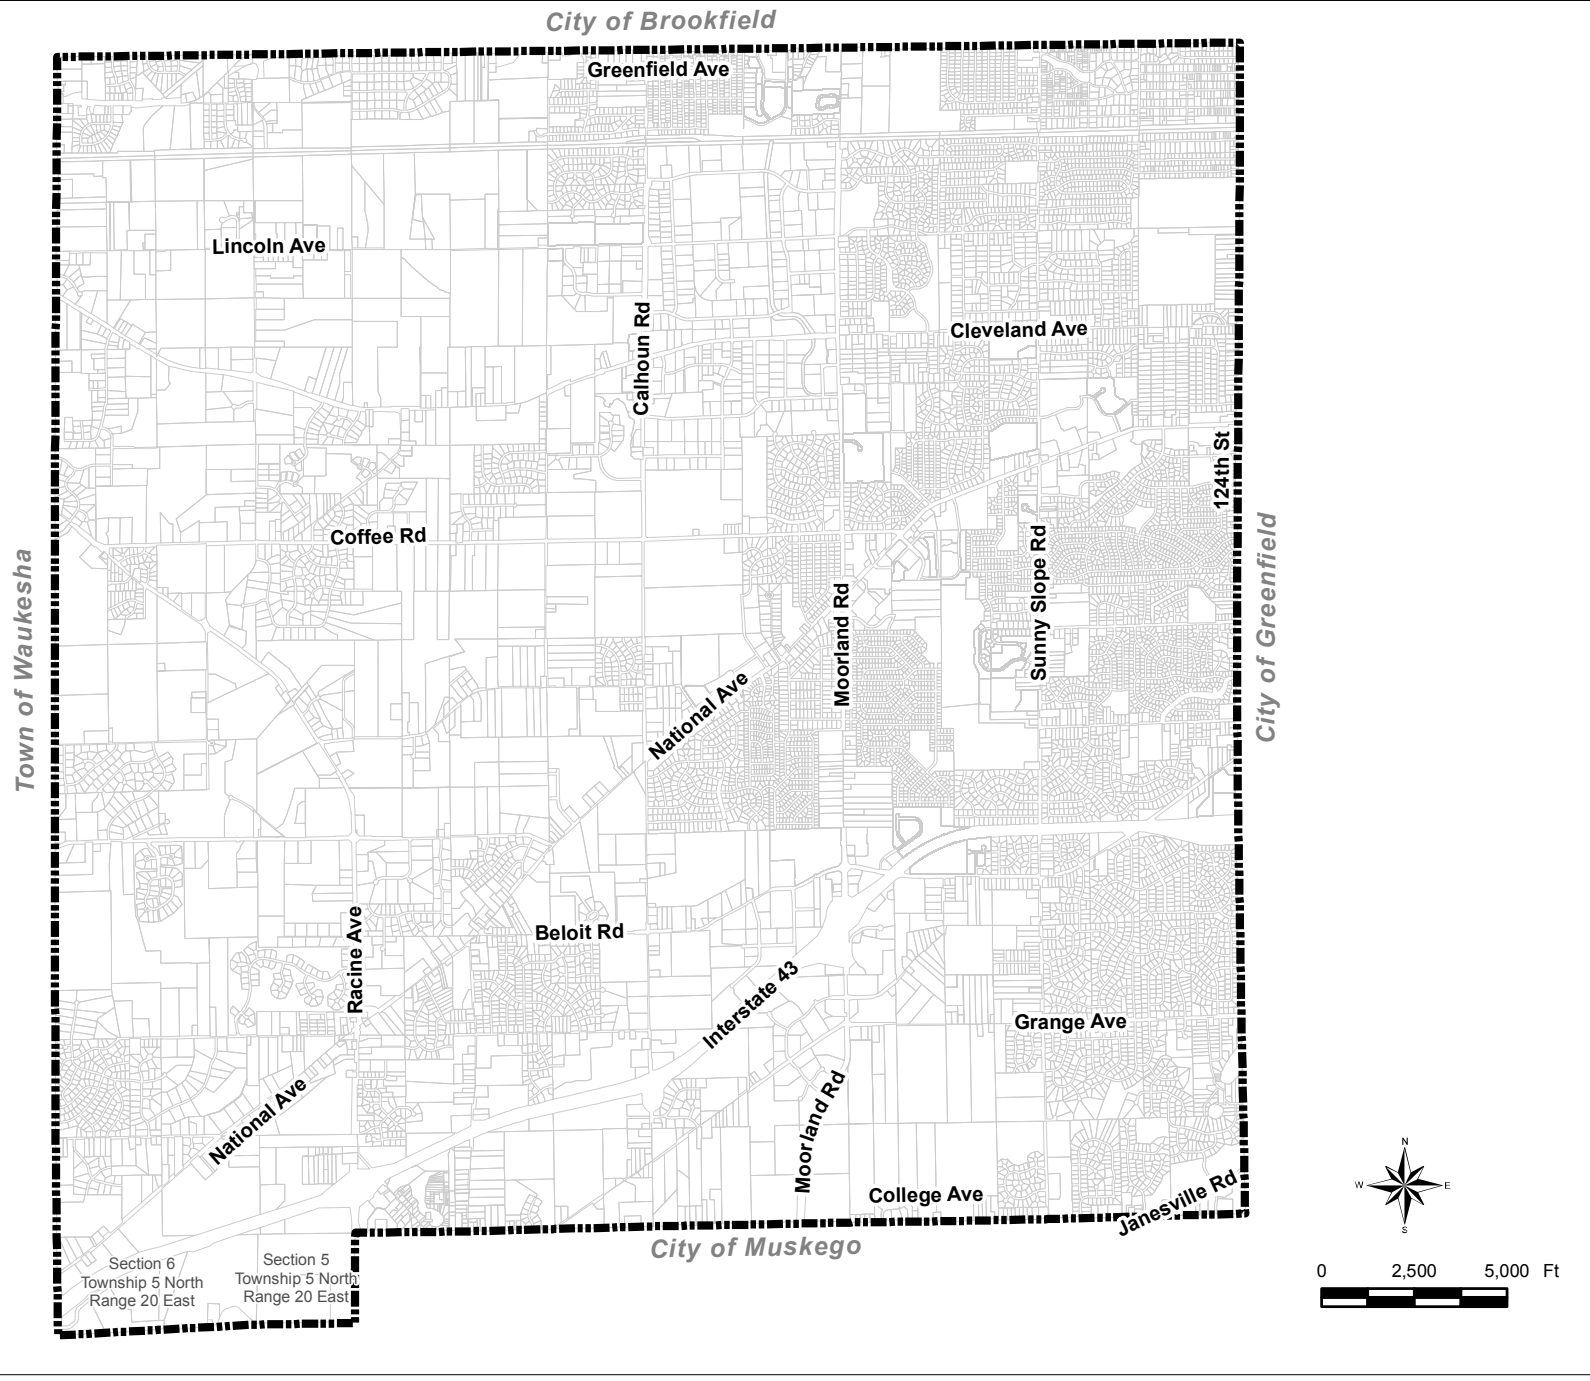 City of Brookfield
Greenfield Ave
Lincoln Ave
Calhoun Rd
Cleveland Ave
124th St
Coffee Rd
Sunny Slope Rd
Moorland Rd
Town of Waukesha
City of Greenfield
National Ave
Beloit Rd
Racine Ave
Interstate 43
Grange Ave
National Ave
Moorland Rd
College Ave
Janesville Rd
City of Muskego
Section 6
Township 5 North
Range 20 East
Section 5
Township 5 North
Range 20 East
N
W E
S
0 2,500 5,000 Ft